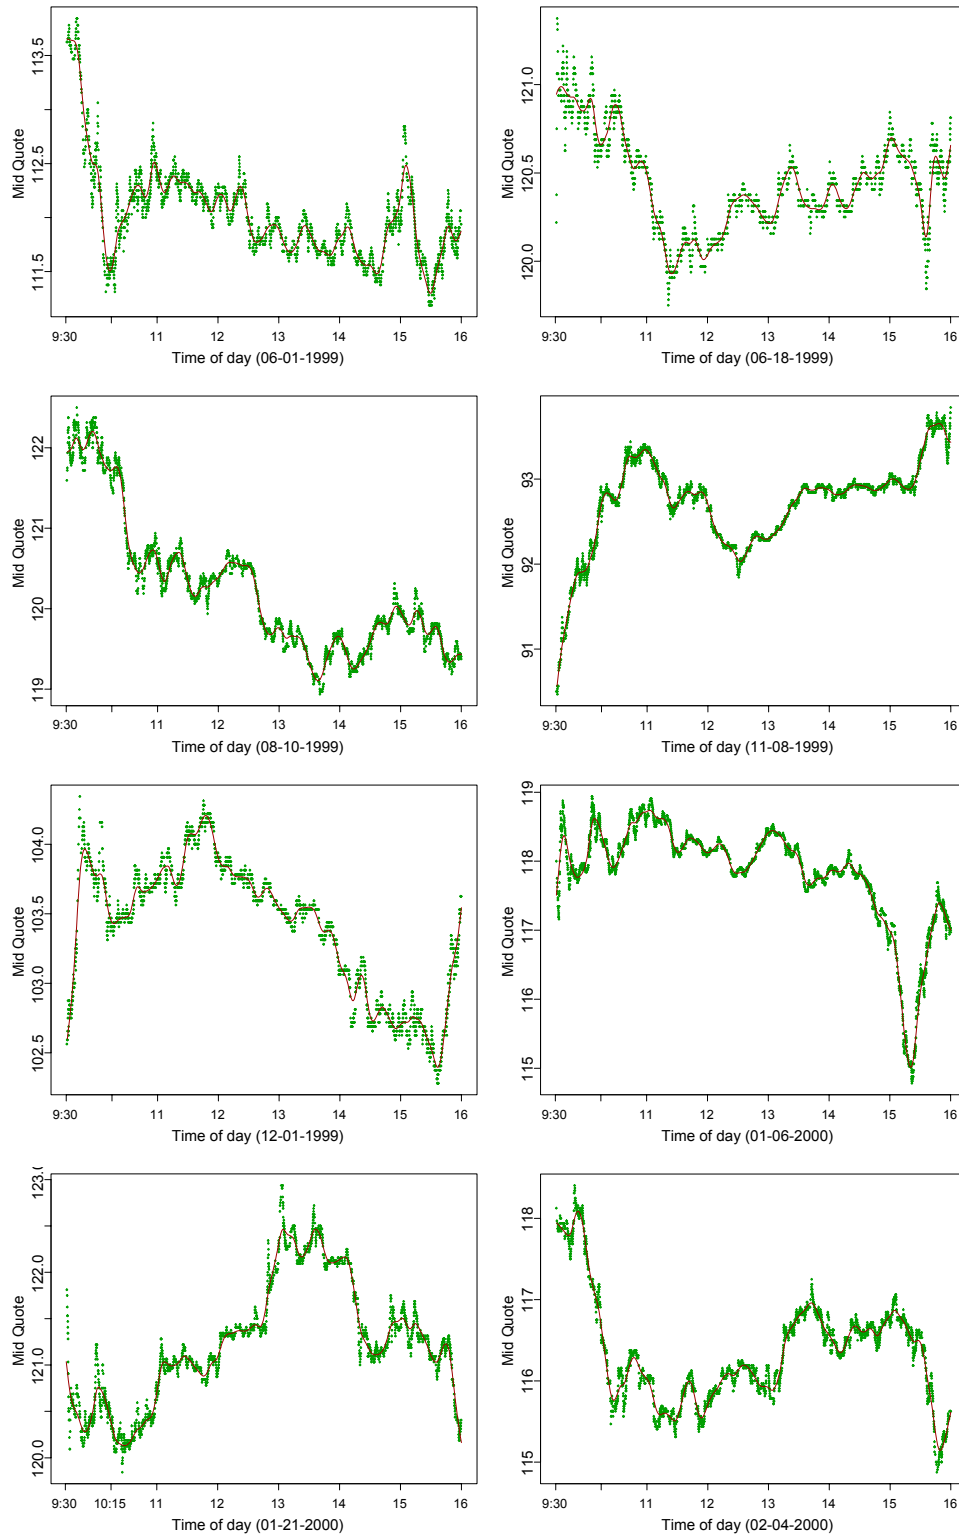 Mid Quote
113.5
112.5
111.5
9:30 11 12 13 14 15 16
Time of day (06-01-1999)
Mid Quote
121.0
120.5
120.0
9:30 11 12 13 14 15 16
Time of day (06-18-1999)
Mid Quote
122
121
120
119
9:30 11 12 13 14 15 16
Time of day (08-10-1999)
Mid Quote
93
92
91
9:30 11 12 13 14 15 16
Time of day (11-08-1999)
Mid Quote
104.0
103.5
103.0
102.5
9:30 11 12 13 14 15 16
Time of day (12-01-1999)
Mid Quote
119
118
117
116
115
9:30 11 12 13 14 15 16
Time of day (01-06-2000)
Mid Quote
123.0
122.0
121.0
120.0
9:30 10:15 11 12 13 14 15 16
Time of day (01-21-2000)
Mid Quote
118
117
116
115
9:30 11 12 13 14 15 16
Time of day (02-04-2000)